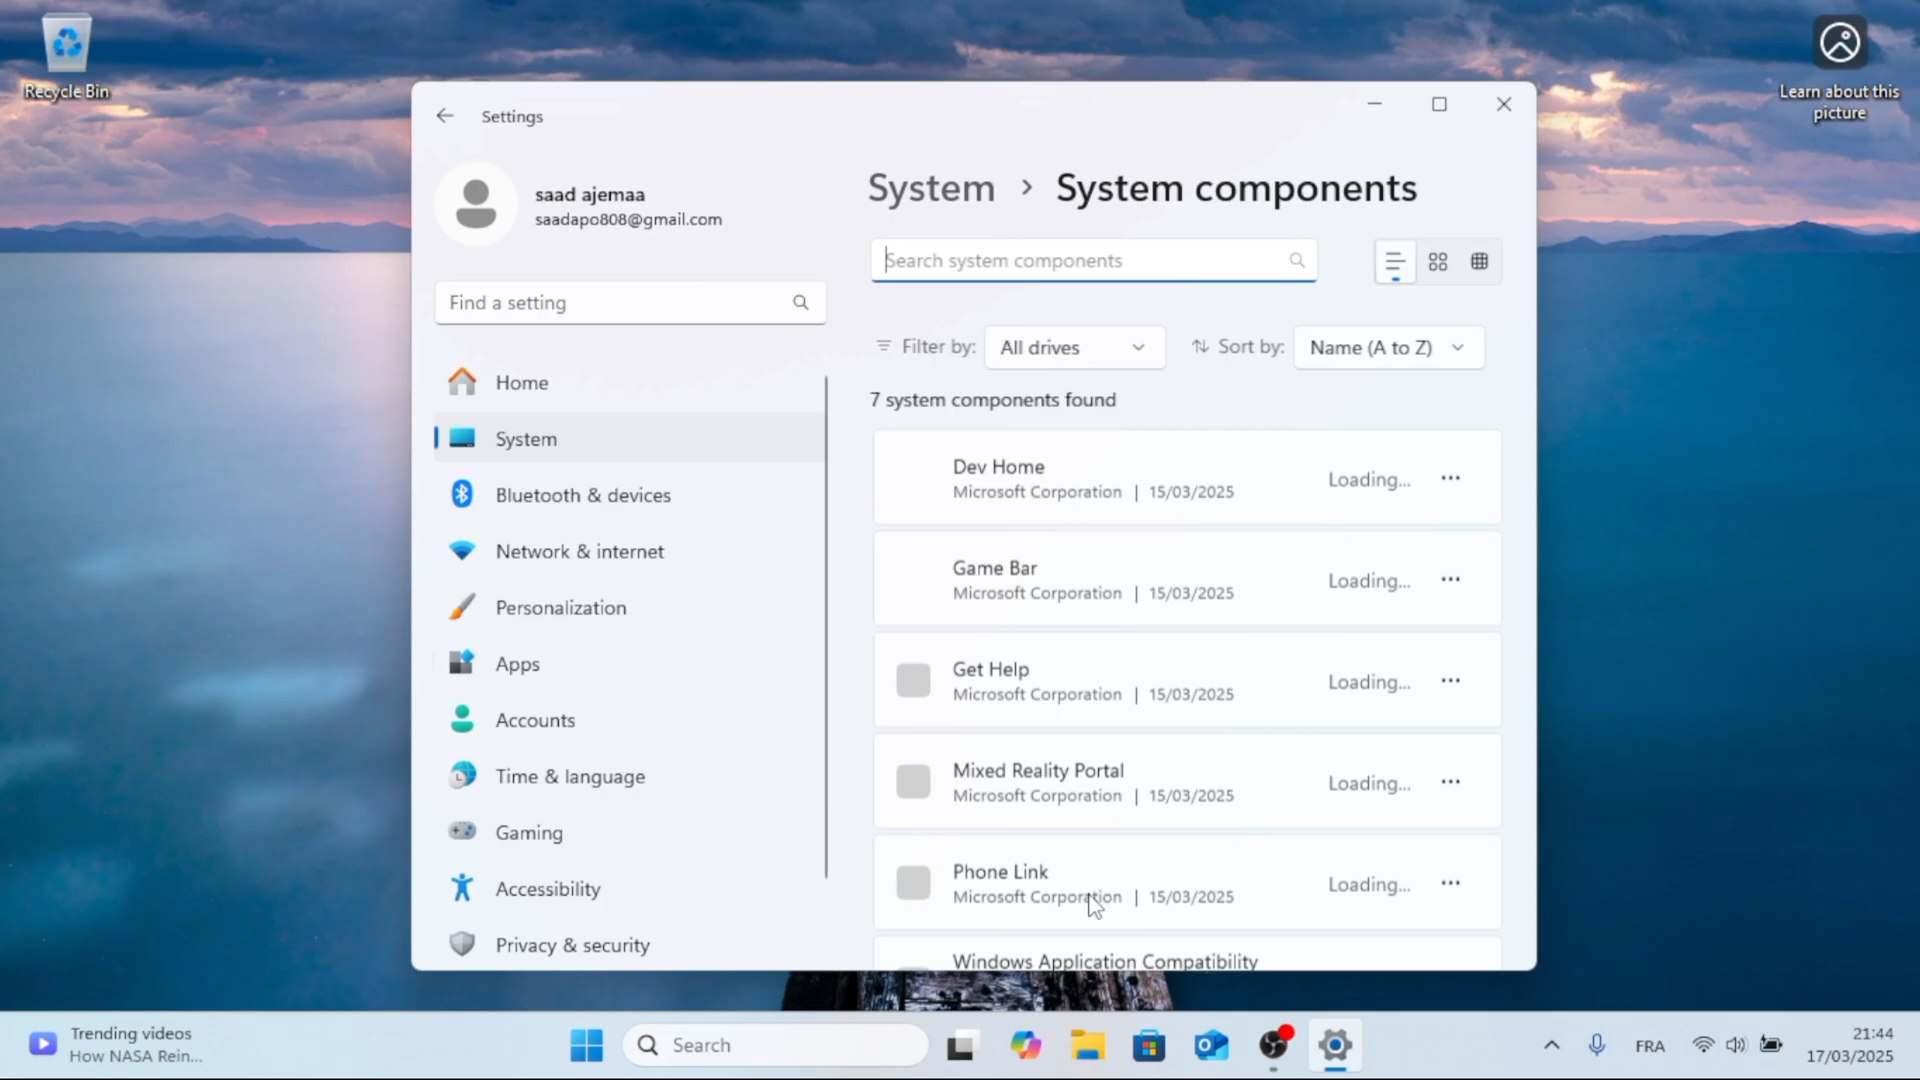 Recycle Bin
Learn about this
picture
Settings
saad ajemaa
saadapo808@gmail.com
Find a setting
Home
System
Bluetooth & devices
Network & internet
Personalization
Apps
Accounts
Time & language
Gaming
Accessibility
Privacy & security
System > System components
Search system components
Filter by: All drives
Sort by: Name (A to Z)
7 system components found
Dev Home
Microsoft Corporation | 15/03/2025
Loading...
Game Bar
Microsoft Corporation | 15/03/2025
Loading...
Get Help
Microsoft Corporation | 15/03/2025
Loading...
Mixed Reality Portal
Microsoft Corporation | 15/03/2025
Loading...
Phone Link
Microsoft Corporation | 15/03/2025
Loading...
Windows Application Compatibility
Trending videos
How NASA Rein...
Search
FRA
21:44
17/03/2025